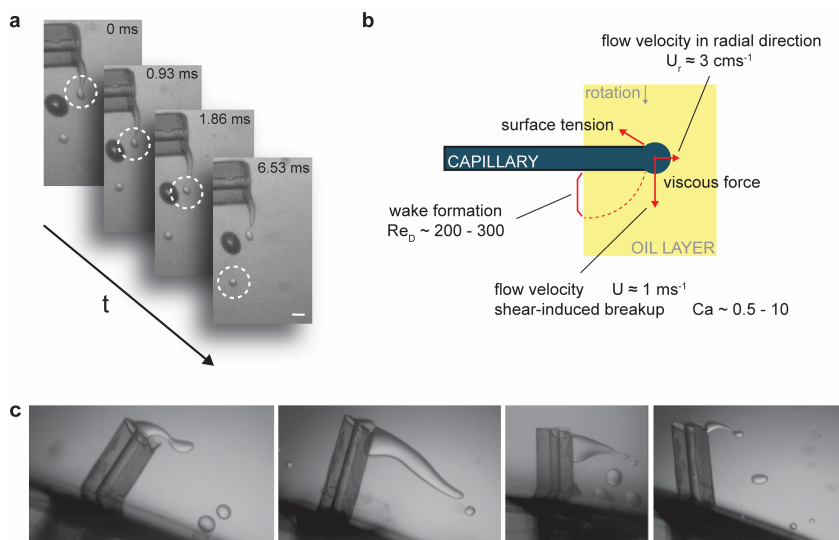 a
0 ms
0.93 ms
1.86 ms
6.53 ms
t
b
flow velocity in radial direction
Uᵣ ≈ 3 cms⁻¹
rotation
surface tension
CAPILLARY
viscous force
wake formation
Re_D ~ 200 - 300
OIL LAYER
flow velocity U ≈ 1 ms⁻¹
shear-induced breakup Ca ~ 0.5 - 10
c